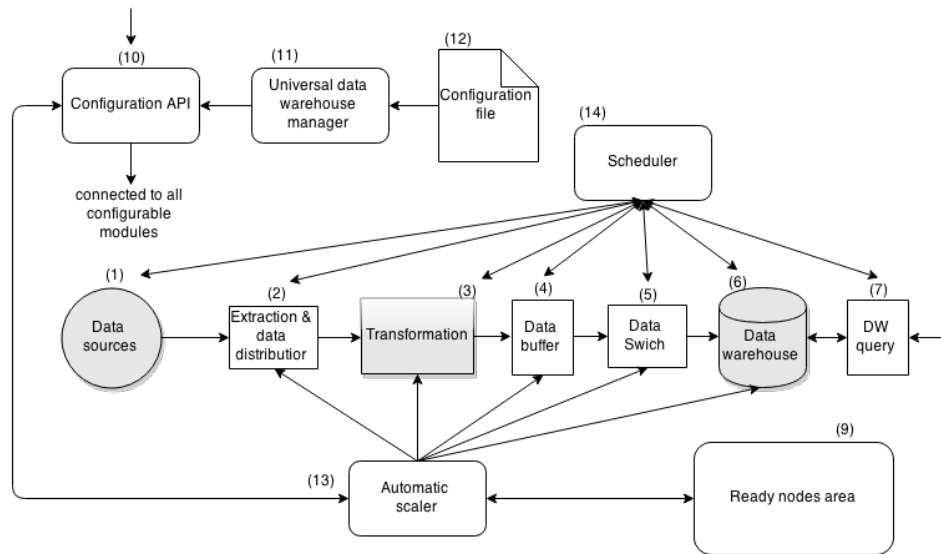 (10)
Configuration API
(11)
Universal data
warehouse
manager
(12)
Configuration
file
connected to all
configurable
modules
(14)
Scheduler
(1)
Data
sources
(2)
Extraction &
data
distributior
(3)
Transformation
(4)
Data
buffer
(5)
Data
Swich
(6)
Data
warehouse
(7)
DW
query
(13)
Automatic
scaler
(9)
Ready nodes area